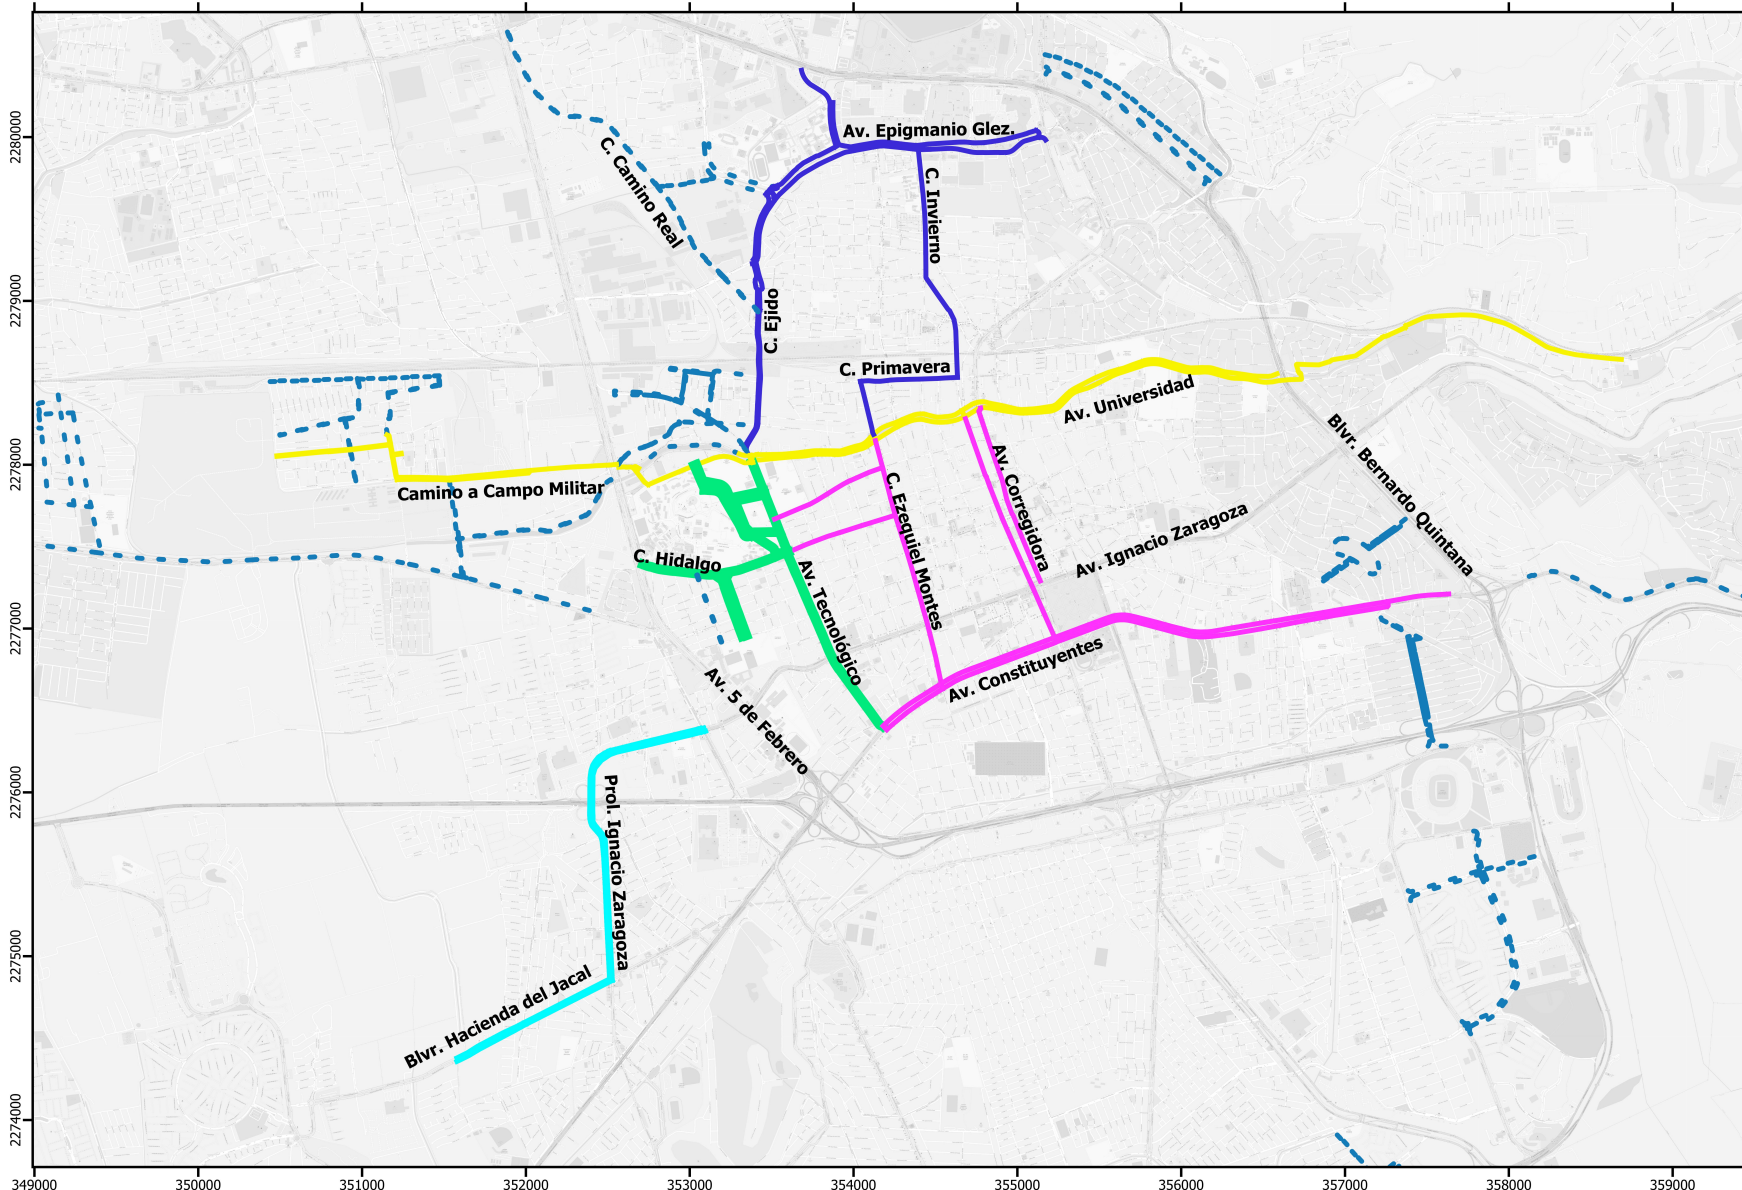 Av. Epigmanio Glez.
C. Camino Real
C. Invierno
C. Ejido
C. Primavera
Av. Universidad
Blvr. Bernardo Quintana
Camino a Campo Militar
Av. Corregidora
C. Ezequiel Montes
Av. Ignacio Zaragoza
C. Hidalgo
Av. Tecnológico
Av. Constituyentes
Av. 5 de Febrero
Prol. Ignacio Zaragoza
Blvr. Hacienda del Jacal
2280000
2279000
2278000
2277000
2276000
2275000
2274000
349000 350000 351000 352000 353000 354000 355000 356000 357000 358000 359000